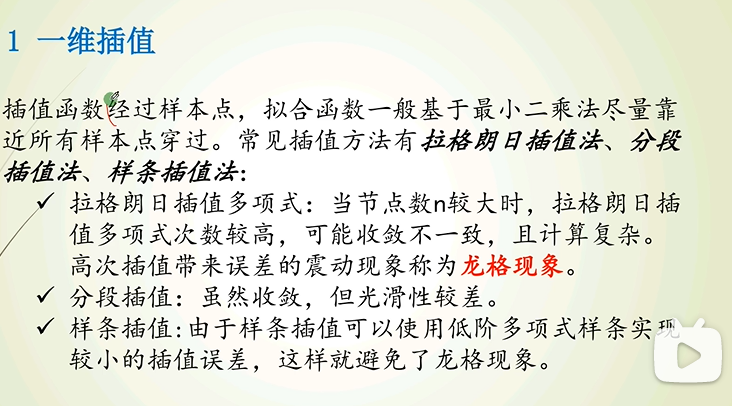 1 一维插值
插值函数经过样本点，拟合函数一般基于最小二乘法尽量靠
近所有样本点穿过。常见插值方法有拉格朗日插值法、分段
插值法、样条插值法：
✓ 拉格朗日插值多项式：当节点数n较大时，拉格朗日插
值多项式次数较高，可能收敛不一致，且计算复杂。
高次插值带来误差的震动现象称为龙格现象。
✓ 分段插值：虽然收敛，但光滑性较差。
✓ 样条插值:由于样条插值可以使用低阶多项式样条实现
较小的插值误差，这样就避免了龙格现象。